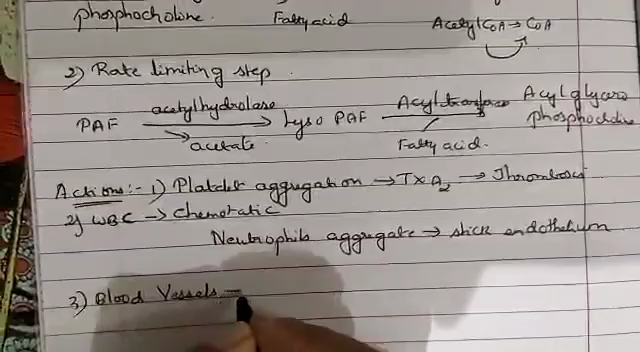 phosphocholine. Fatty acid Acetyl CoA → CoA
2) Rate limiting step.
acetylhydrolase Acyltransferase Acylglycero
PAF → Lyso PAF → phosphocholine
acetate. Fatty acid.
Actions:- 1) Platelet aggregation → TXA2 → Thrombosis
2) WBC → Chemotatic
Neutrophils aggregate → stick endothelium
3) Blood Vessels